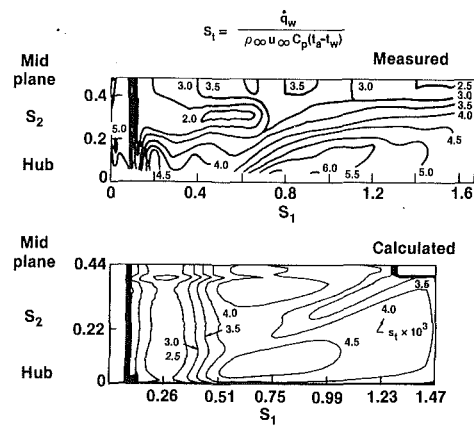 S_t = q̇_w / ρ∞ u∞ C_p(t_a-t_w)
Measured
Mid
plane
S_2
Hub
0.4
0.2
0
3.0 3.5 4.0 3.0 2.5
3.0
3.5
4.0
4.5
2.0
5.0
4.5
4.0
6.0
5.5
5.0
0 0.4 0.8 1.2 1.6
S_1
Calculated
Mid
plane
S_2
Hub
0.44
0.22
0
3.0
2.5
4.0
3.5
4.5
3.5
4.0
s_t × 10^3
0.26 0.51 0.75 0.99 1.23 1.47
S_1